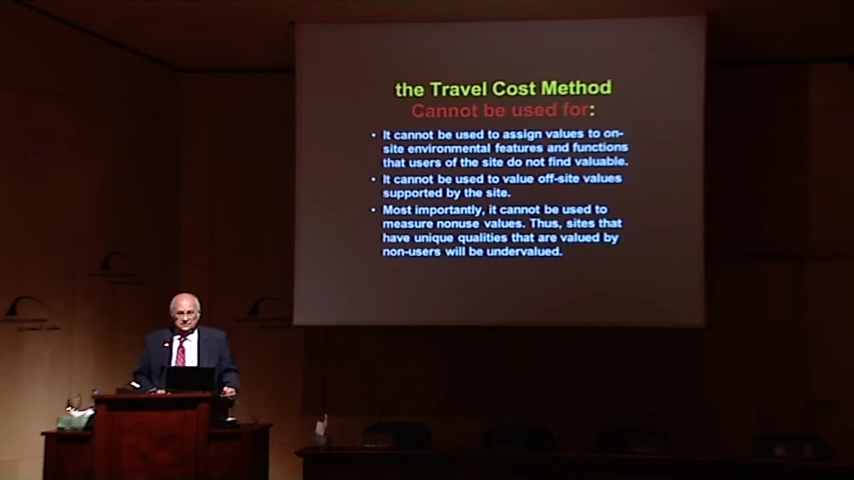 the Travel Cost Method
Cannot be used for:
• It cannot be used to assign values to on-
site environmental features and functions
that users of the site do not find valuable.
• It cannot be used to value off-site values
supported by the site.
• Most importantly, it cannot be used to
measure nonuse values. Thus, sites that
have unique qualities that are valued by
non-users will be undervalued.